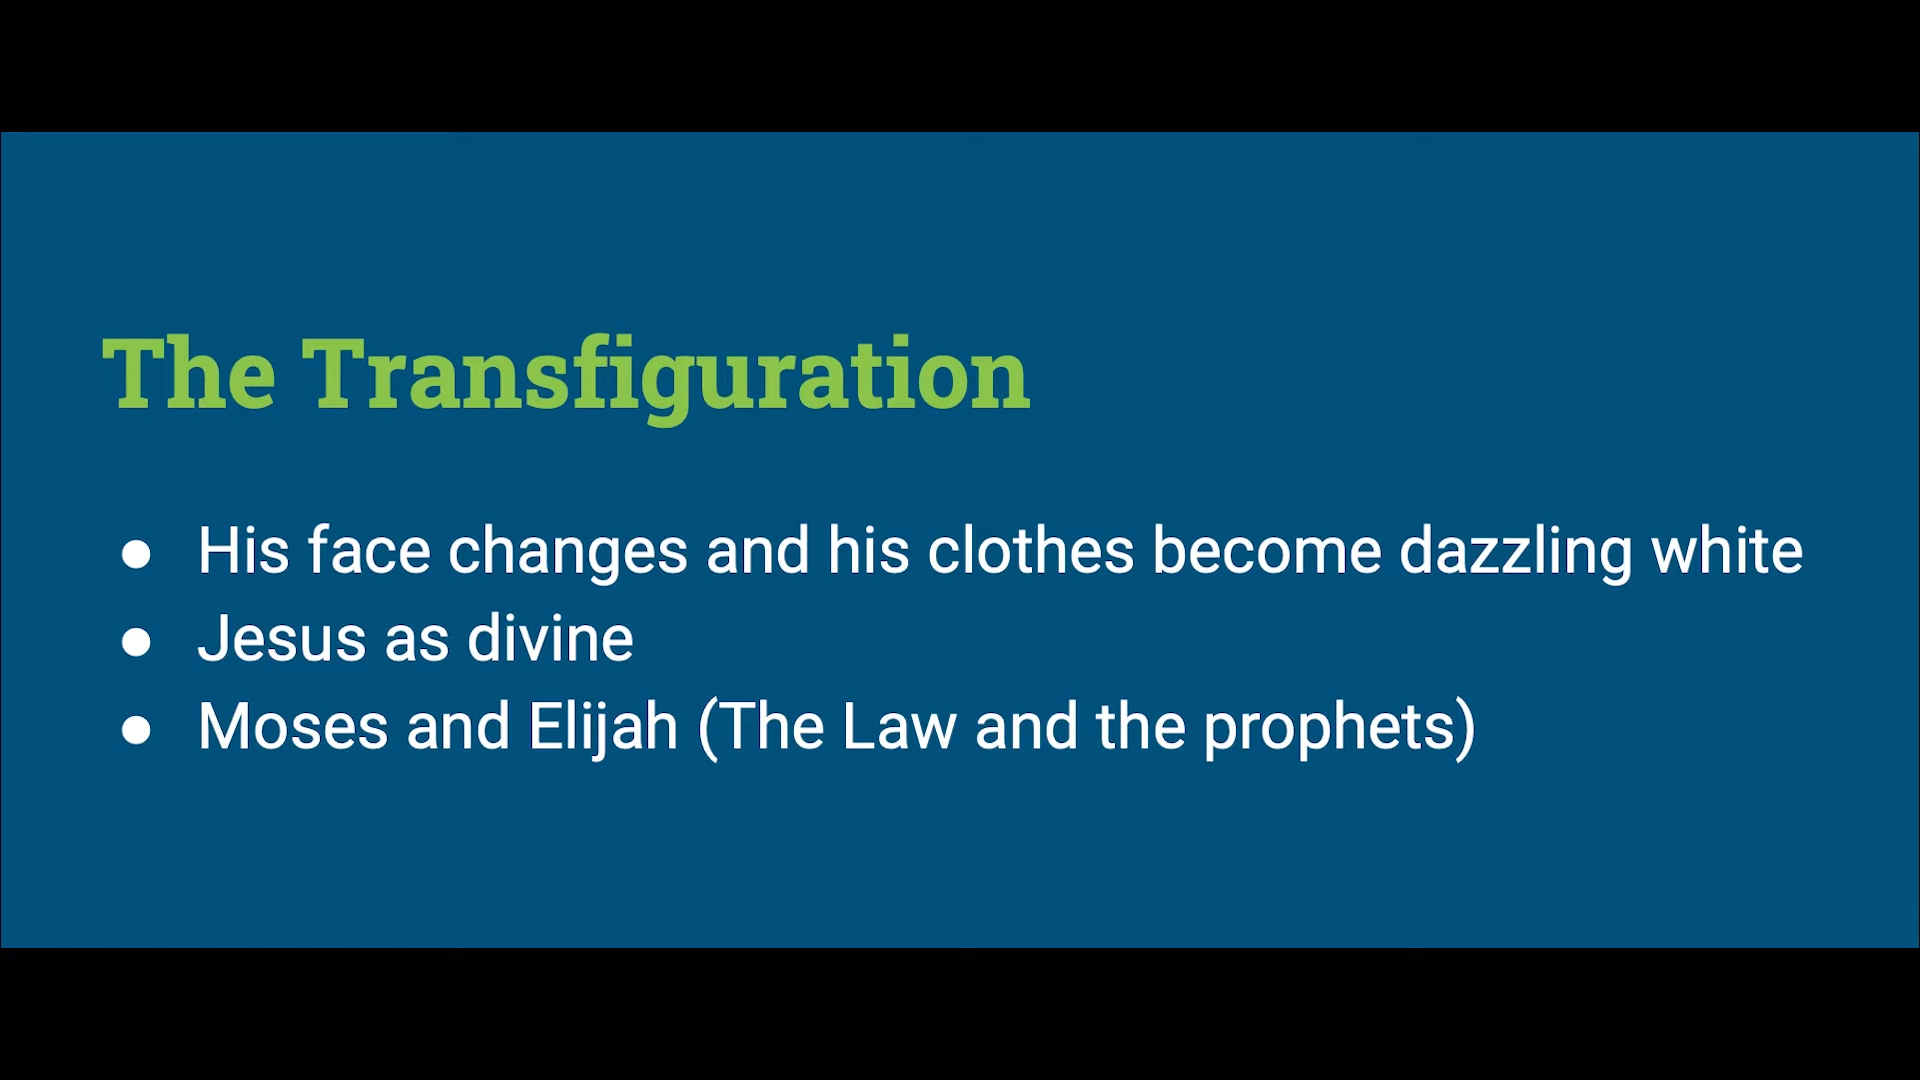 The Transfiguration
● His face changes and his clothes become dazzling white
● Jesus as divine
● Moses and Elijah (The Law and the prophets)